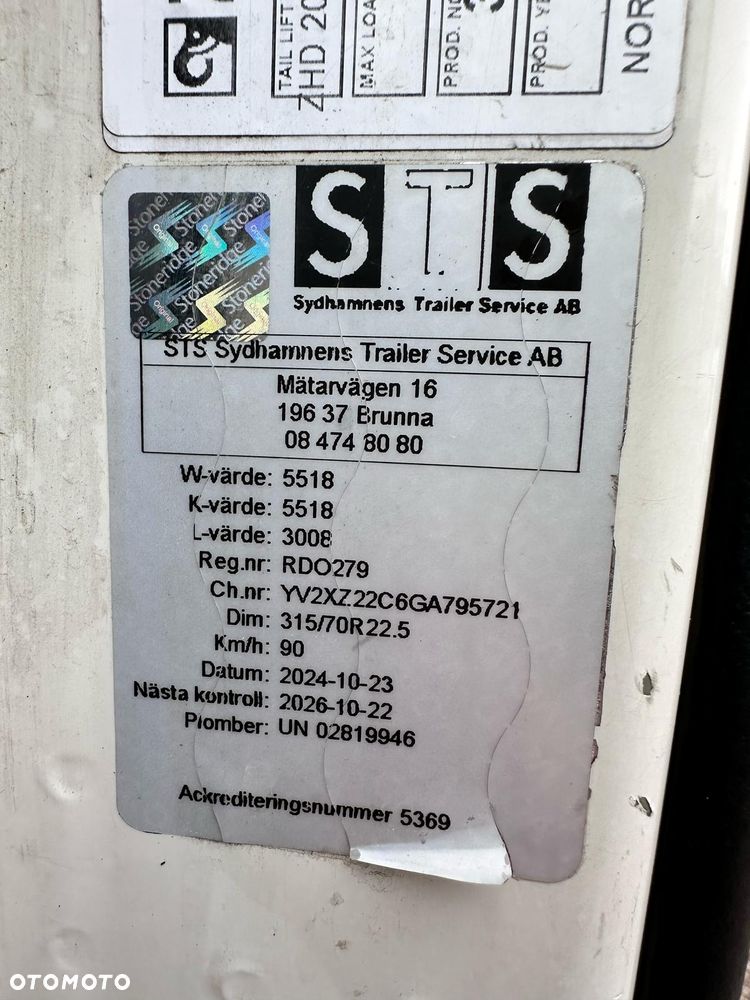 TAIL LIFT
ZHD 20
MAX LOA
PROD. NO
PROD. YE
NOR
Stoneridge
Original
STS
Sydhamnens Trailer Service AB
STS Sydhamnens Trailer Service AB
Mätarvägen 16
196 37 Brunna
08 474 80 80
W-värde: 5518
K-värde: 5518
L-värde: 3008
Reg.nr: RDO279
Ch.nr: YV2XZ22C6GA795721
Dim: 315/70R22.5
Km/h: 90
Datum: 2024-10-23
Nästa kontroll: 2026-10-22
Plomber: UN 02819946
Ackrediteringsnummer 5369
OTOMOTO